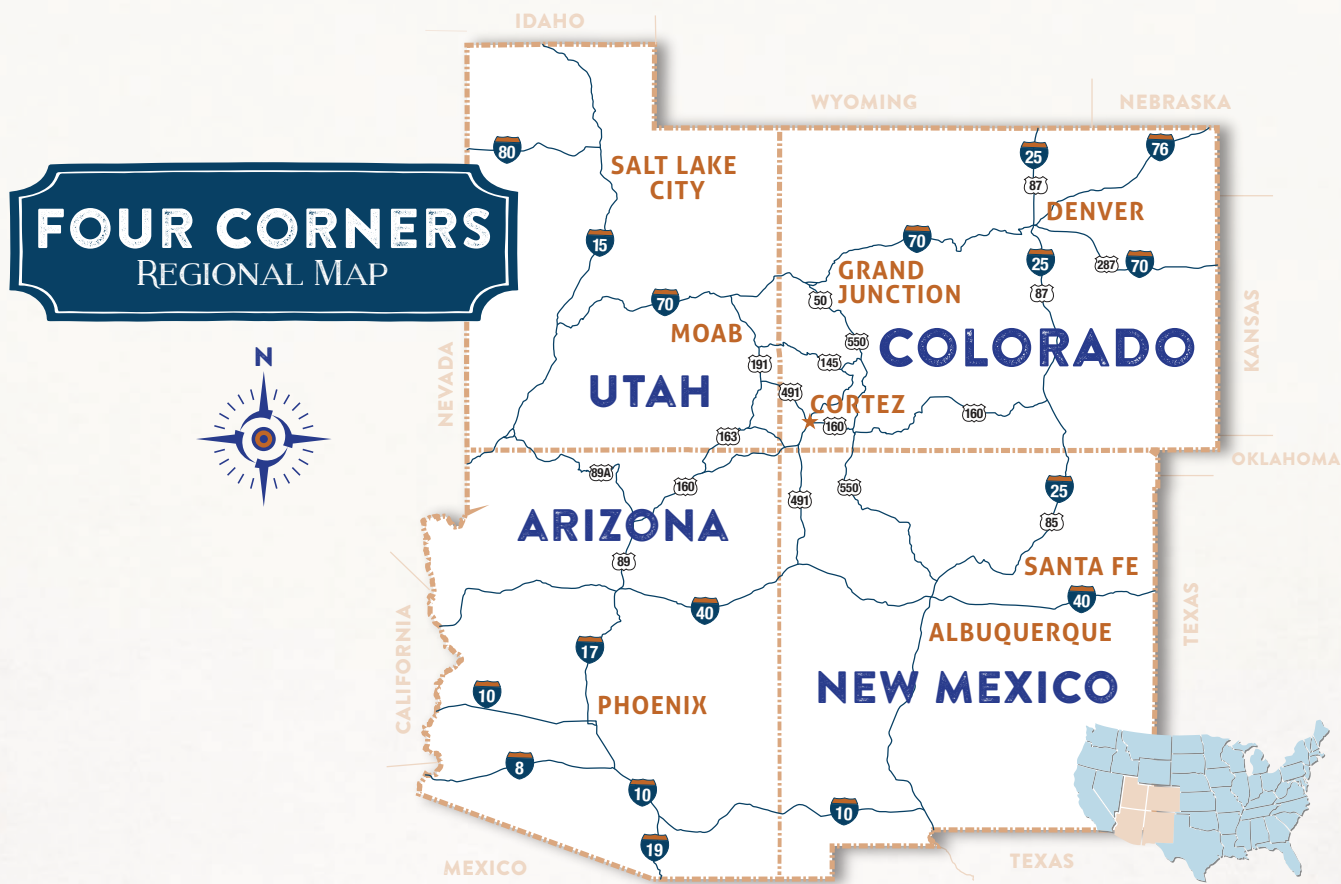 IDAHO
WYOMING
NEBRASKA
80
SALT LAKE
CITY
25
76
87
FOUR CORNERS
REGIONAL MAP
15
DENVER
70
25
287
70
GRAND
JUNCTION
50
87
70
MOAB
KANSAS
NEVADA
N
550
COLORADO
191
145
UTAH
491
CORTEZ
160
160
163
OKLAHOMA
89A
160
491
550
25
85
ARIZONA
89
SANTA FE
40
40
CALIFORNIA
TEXAS
ALBUQUERQUE
17
10
PHOENIX
NEW MEXICO
8
10
10
19
MEXICO
TEXAS